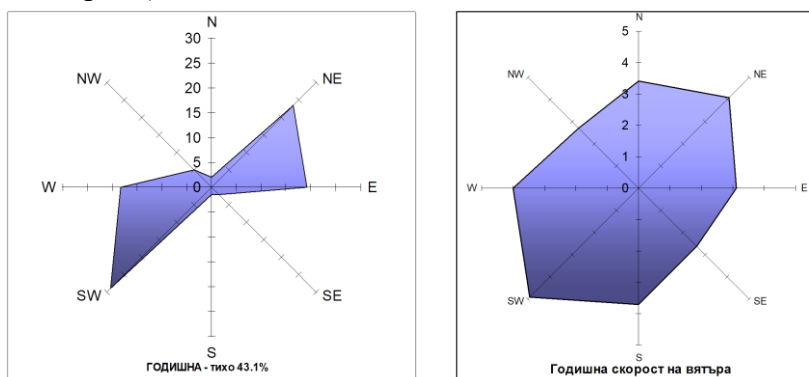 N
30
25
20
15
10
5
0
NW
NE
W
E
SW
SE
S
ГОДИШНА - тихо 43.1%
N
5
4
3
2
1
0
NW
NE
W
E
SW
SE
S
Годишна скорост на вятъра